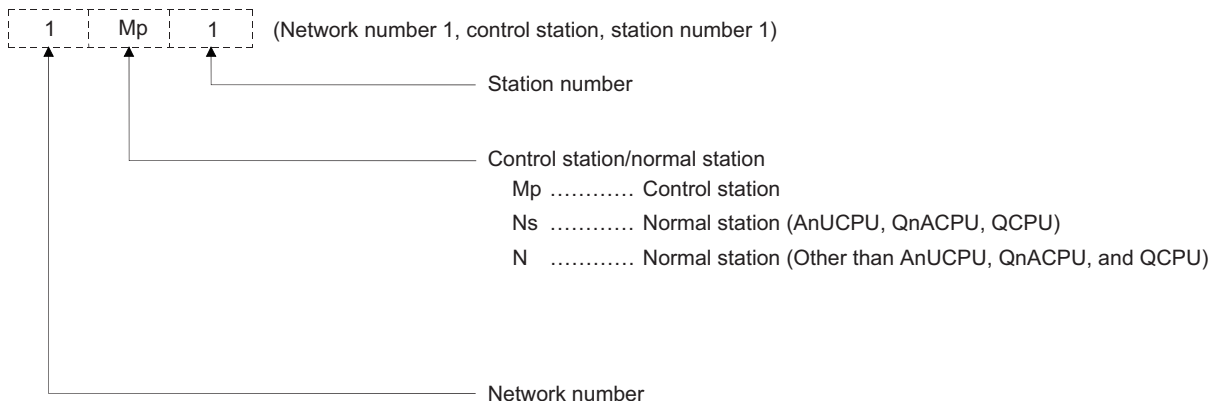 1 Mp 1 (Network number 1, control station, station number 1)
Station number
Control station/normal station
Mp ………… Control station
Ns ………… Normal station (AnUCPU, QnACPU, QCPU)
N ………… Normal station (Other than AnUCPU, QnACPU, and QCPU)
Network number